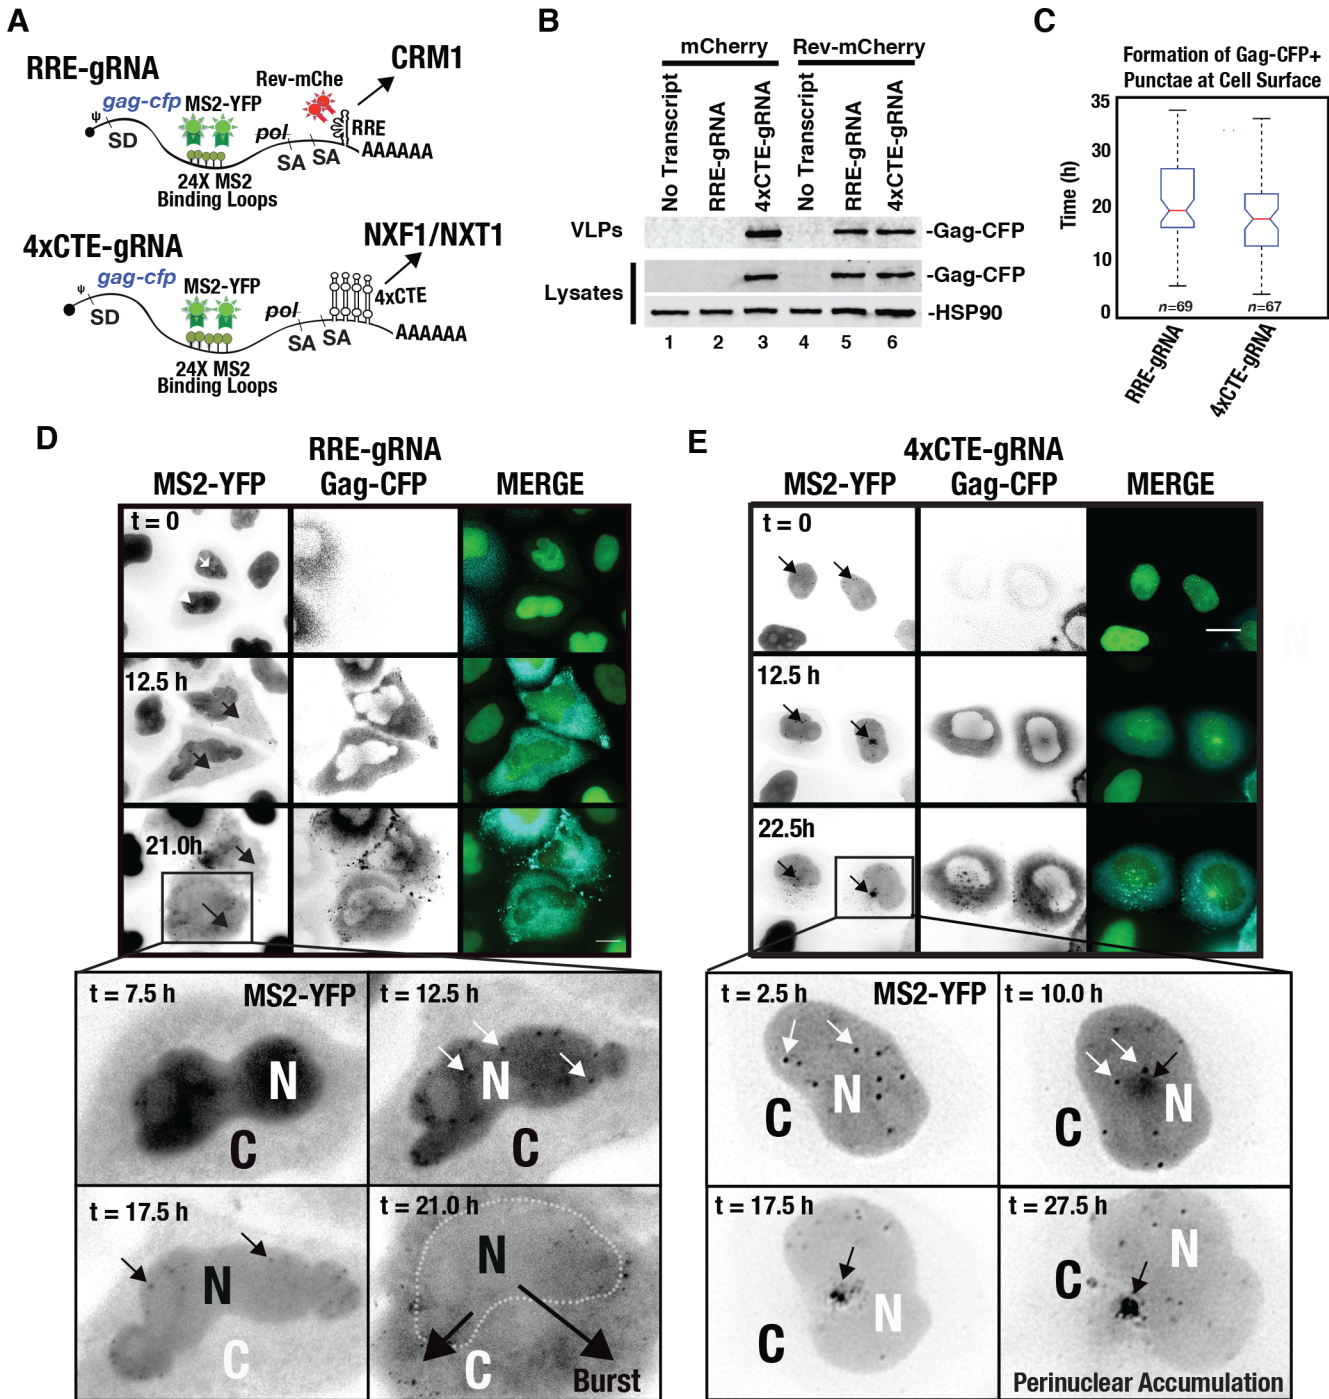 A
RRE-gRNA
CRM1
Rev-mChe
gag-cfp
MS2-YFP
ψ
SD
pol
RRE
SA
SA
AAAAAA
24X MS2
Binding Loops
4xCTE-gRNA
NXF1/NXT1
gag-cfp
MS2-YFP
ψ
SD
pol
4xCTE
SA
SA
AAAAAA
24X MS2
Binding Loops
B
mCherry
Rev-mCherry
No Transcript
RRE-gRNA
4xCTE-gRNA
No Transcript
RRE-gRNA
4xCTE-gRNA
VLPs
-Gag-CFP
Lysates
-Gag-CFP
-HSP90
1 2 3 4 5 6
C
Formation of Gag-CFP+
Punctae at Cell Surface
Time (h)
35
30
20
10
0
n=69
n=67
RRE-gRNA
4xCTE-gRNA
D
RRE-gRNA
MS2-YFP
Gag-CFP
MERGE
t = 0
12.5 h
21.0h
t = 7.5 h
MS2-YFP
N
C
t = 12.5 h
N
C
t = 17.5 h
N
C
t = 21.0 h
N
C
Burst
E
4xCTE-gRNA
MS2-YFP
Gag-CFP
MERGE
t = 0
12.5 h
22.5h
N
t = 2.5 h
MS2-YFP
N
C
t = 10.0 h
N
C
t = 17.5 h
N
C
t = 27.5 h
N
C
Perinuclear Accumulation